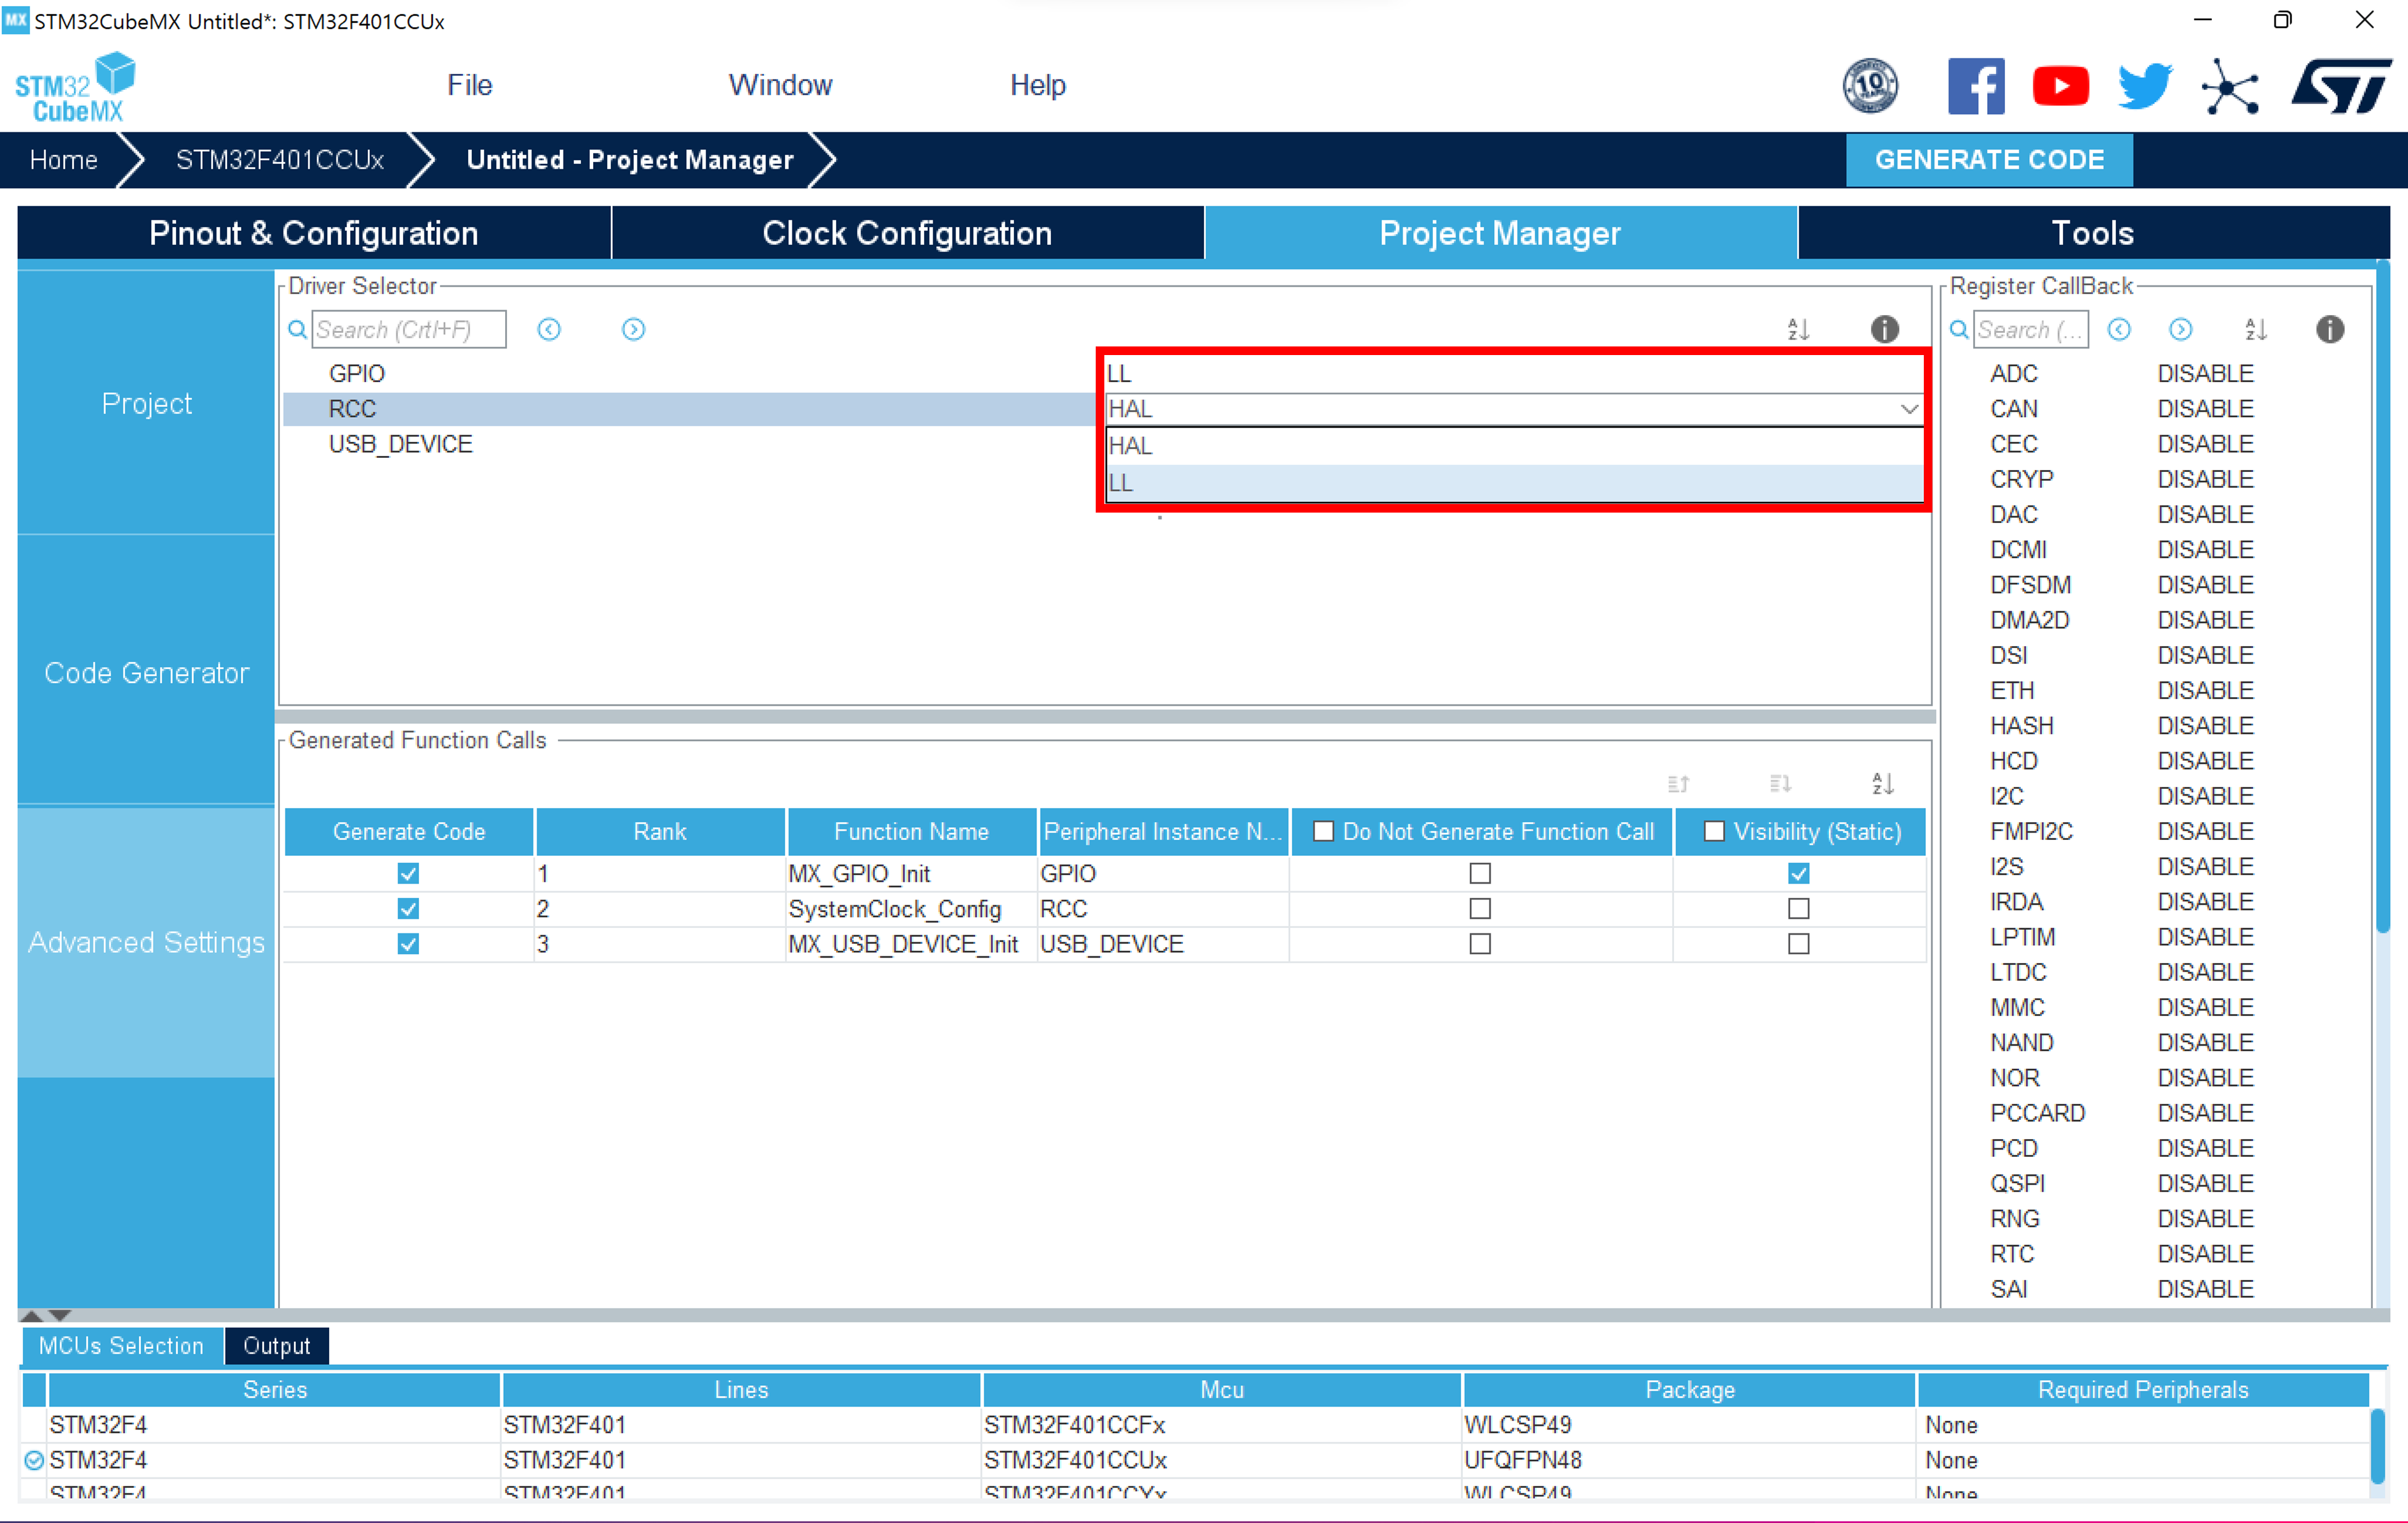 MX STM32CubeMX Untitled*: STM32F401CCUx
STM32
CubeMX
File Window Help
10
ST
Home STM32F401CCUx Untitled - Project Manager GENERATE CODE
Pinout & Configuration Clock Configuration Project Manager Tools
Project
Code Generator
Advanced Settings
Driver Selector
Search (Crtl+F)
GPIO LL
RCC HAL
USB_DEVICE HAL
LL
Generated Function Calls
Generate Code Rank Function Name Peripheral Instance N... Do Not Generate Function Call Visibility (Static)
1 MX_GPIO_Init GPIO
2 SystemClock_Config RCC
3 MX_USB_DEVICE_Init USB_DEVICE
Register CallBack
Search (...
ADC DISABLE
CAN DISABLE
CEC DISABLE
CRYP DISABLE
DAC DISABLE
DCMI DISABLE
DFSDM DISABLE
DMA2D DISABLE
DSI DISABLE
ETH DISABLE
HASH DISABLE
HCD DISABLE
I2C DISABLE
FMPI2C DISABLE
I2S DISABLE
IRDA DISABLE
LPTIM DISABLE
LTDC DISABLE
MMC DISABLE
NAND DISABLE
NOR DISABLE
PCCARD DISABLE
PCD DISABLE
QSPI DISABLE
RNG DISABLE
RTC DISABLE
SAI DISABLE
MCUs Selection Output
Series Lines Mcu Package Required Peripherals
STM32F4 STM32F401 STM32F401CCFx WLCSP49 None
STM32F4 STM32F401 STM32F401CCUx UFQFPN48 None
STM32F4 STM32F401 STM32F401CCYx WLCSP49 None